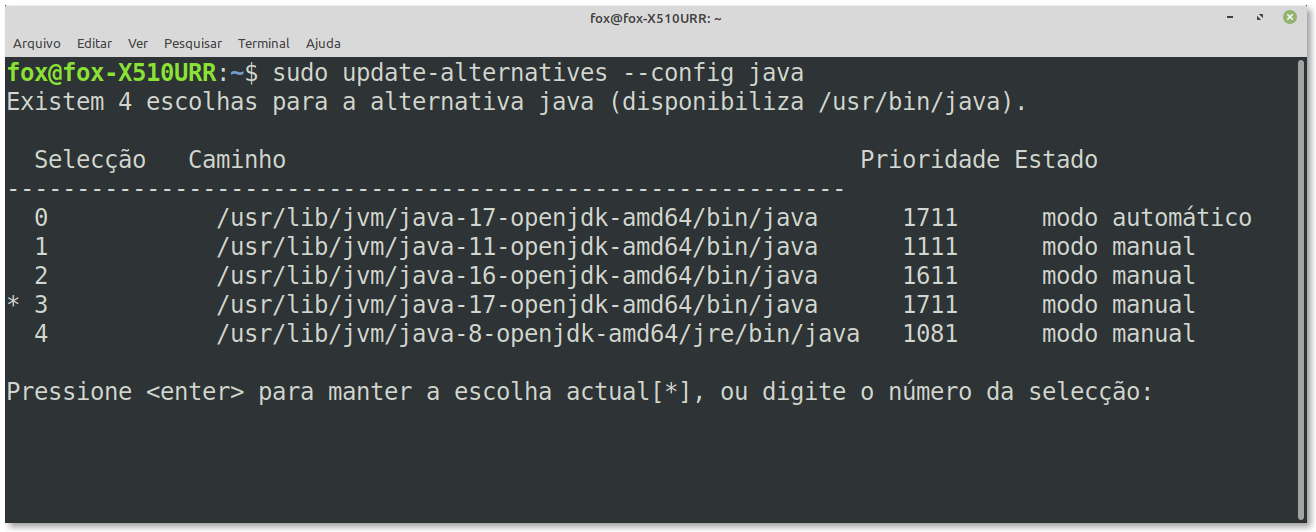 fox@fox-X510URR: ~
Arquivo Editar Ver Pesquisar Terminal Ajuda
fox@fox-X510URR:~$ sudo update-alternatives --config java
Existem 4 escolhas para a alternativa java (disponibiliza /usr/bin/java).
Selecção Caminho Prioridade Estado
------------------------------------------------------------
0 /usr/lib/jvm/java-17-openjdk-amd64/bin/java 1711 modo automático
1 /usr/lib/jvm/java-11-openjdk-amd64/bin/java 1111 modo manual
2 /usr/lib/jvm/java-16-openjdk-amd64/bin/java 1611 modo manual
* 3 /usr/lib/jvm/java-17-openjdk-amd64/bin/java 1711 modo manual
4 /usr/lib/jvm/java-8-openjdk-amd64/jre/bin/java 1081 modo manual
Pressione <enter> para manter a escolha actual[*], ou digite o número da selecção: